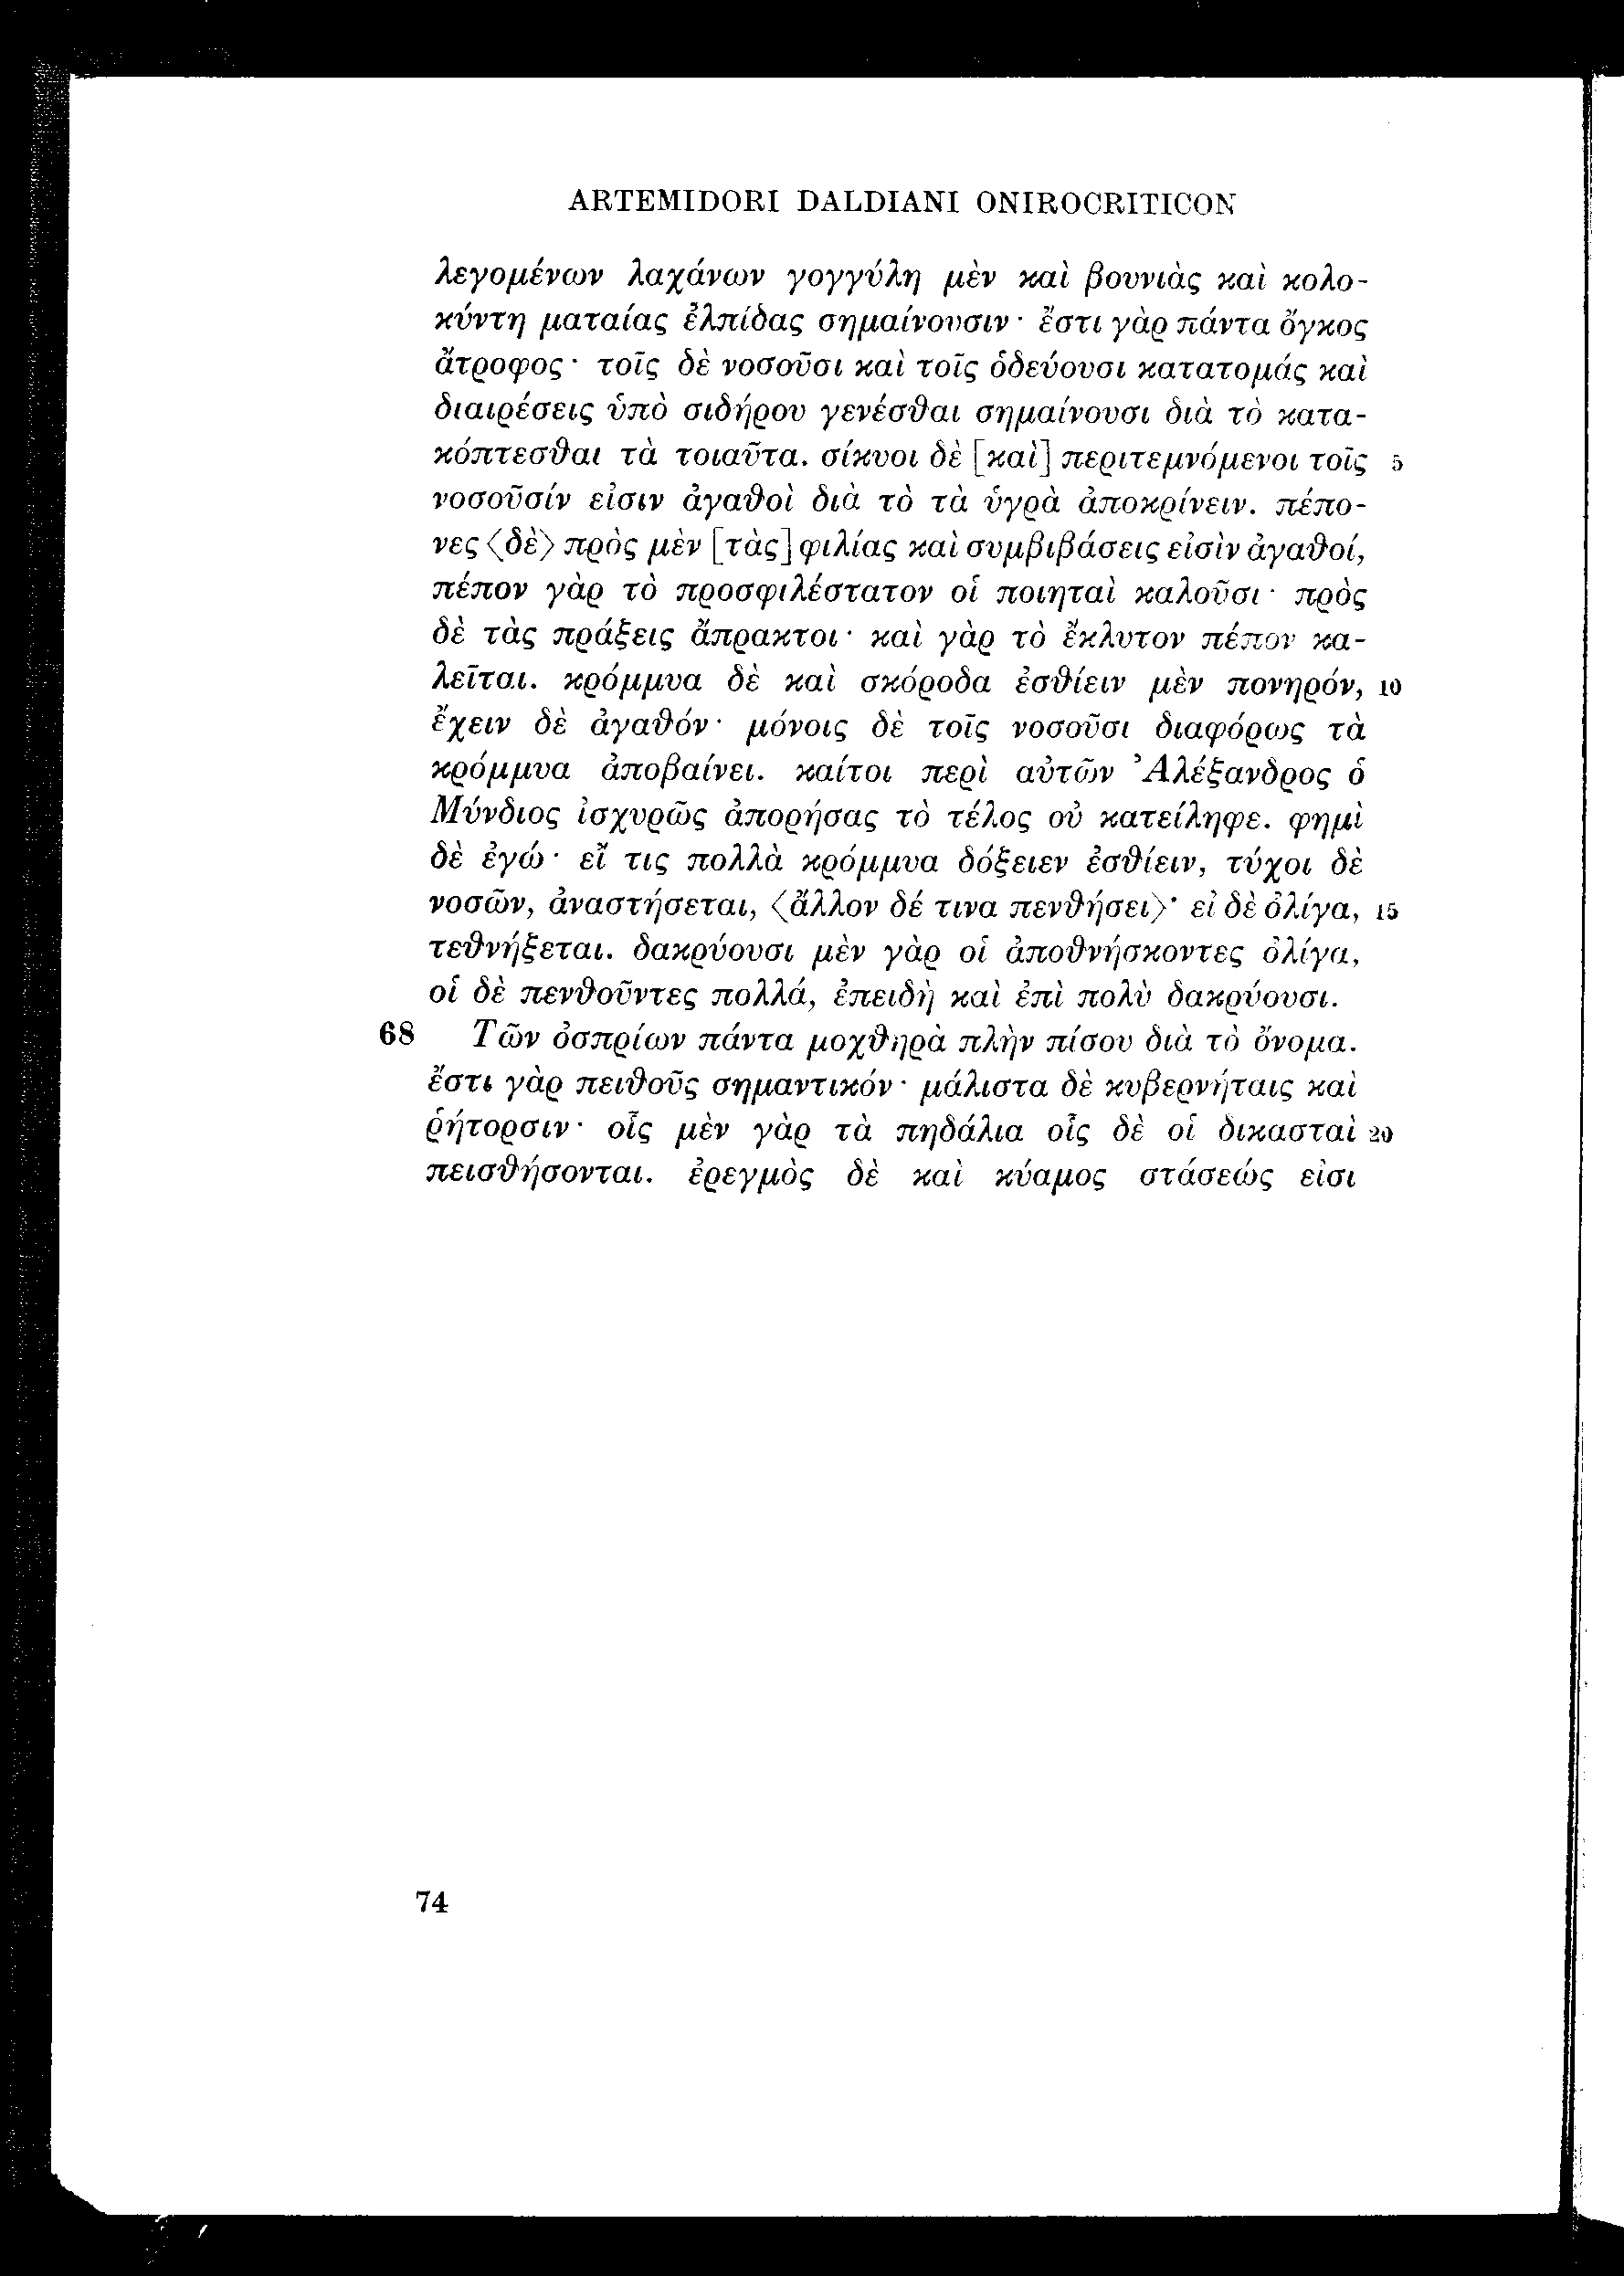 ARTEMIDORI DALDIANI ONIROCRITICON
λεγομένων λαχάνων γογγύλη μὲν καὶ βουνιὰς καὶ κολο-
κύντη ματαίας ἐλπίδας σημαίνουσιν· ἔστι γὰρ πάντα ὄγκος
ἄτροφος· τοῖς δὲ νοσοῦσι καὶ τοῖς ὁδεύουσι κατατομάς καὶ
διαιρέσεις ὑπὸ σιδήρου γενέσθαι σημαίνουσι διὰ τὸ κατα-
κόπτεσθαι τὰ τοιαῦτα. σίκυοι δὲ [καὶ] περιτεμνόμενοι τοῖς 5
νοσοῦσίν εἰσιν ἀγαθοὶ διὰ τὸ τὰ ὑγρὰ ἀποκρίνειν. πέπο-
νες ⟨δὲ⟩ πρὸς μὲν [τὰς] φιλίας καὶ συμβιβάσεις εἰσὶν ἀγαθοί,
πέπον γὰρ τὸ προσφιλέστατον οἱ ποιηταὶ καλοῦσι· πρὸς
δὲ τὰς πράξεις ἄπρακτοι· καὶ γὰρ τὸ ἔκλυτον πέπον κα-
λεῖται. κρόμμυα δὲ καὶ σκόροδα ἐσθίειν μὲν πονηρόν, 10
ἔχειν δὲ ἀγαθόν· μόνοις δὲ τοῖς νοσοῦσι διαφόρως τὰ
κρόμμυα ἀποβαίνει. καίτοι περὶ αὐτῶν Ἀλέξανδρος ὁ
Μύνδιος ἰσχυρῶς ἀπορήσας τὸ τέλος οὐ κατείληφε. φημὶ
δὲ ἐγώ· εἴ τις πολλὰ κρόμμυα δόξειεν ἐσθίειν, τύχοι δὲ
νοσῶν, ἀναστήσεται, ⟨ἄλλον δέ τινα πενθήσει⟩· εἰ δὲ ὀλίγα, 15
τεθνήξεται. δακρύουσι μὲν γὰρ οἱ ἀποθνήσκοντες ὀλίγα,
οἱ δὲ πενθοῦντες πολλά, ἐπειδὴ καὶ ἐπὶ πολὺ δακρύουσι.
68 Τῶν ὀσπρίων πάντα μοχθηρὰ πλὴν πίσου διὰ τὸ ὄνομα.
ἔστι γὰρ πειθοῦς σημαντικόν· μάλιστα δὲ κυβερνήταις καὶ
ῥήτορσιν· οἷς μὲν γὰρ τὰ πηδάλια οἷς δὲ οἱ δικασταὶ 20
πεισθήσονται. ἐρεγμὸς δὲ καὶ κύαμος στάσεώς εἰσι
74